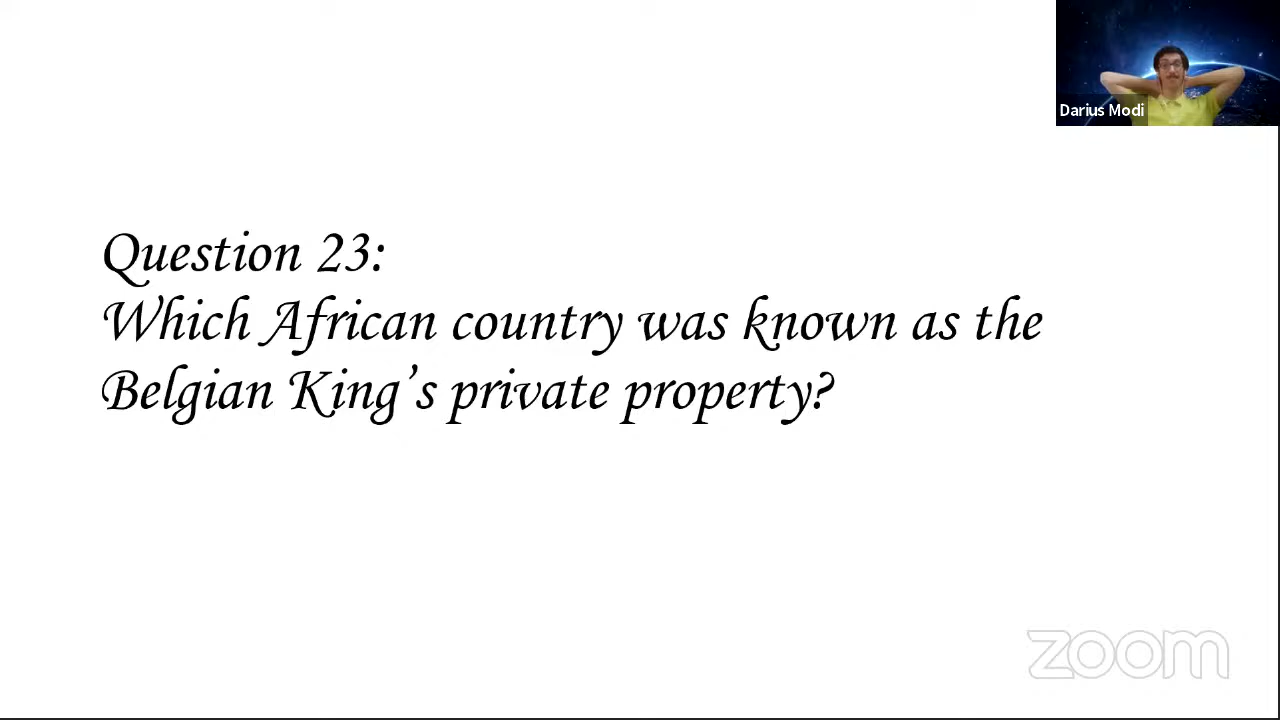 Darius Modi
Question 23:
Which African country was known as the
Belgian King’s private property?
zoom